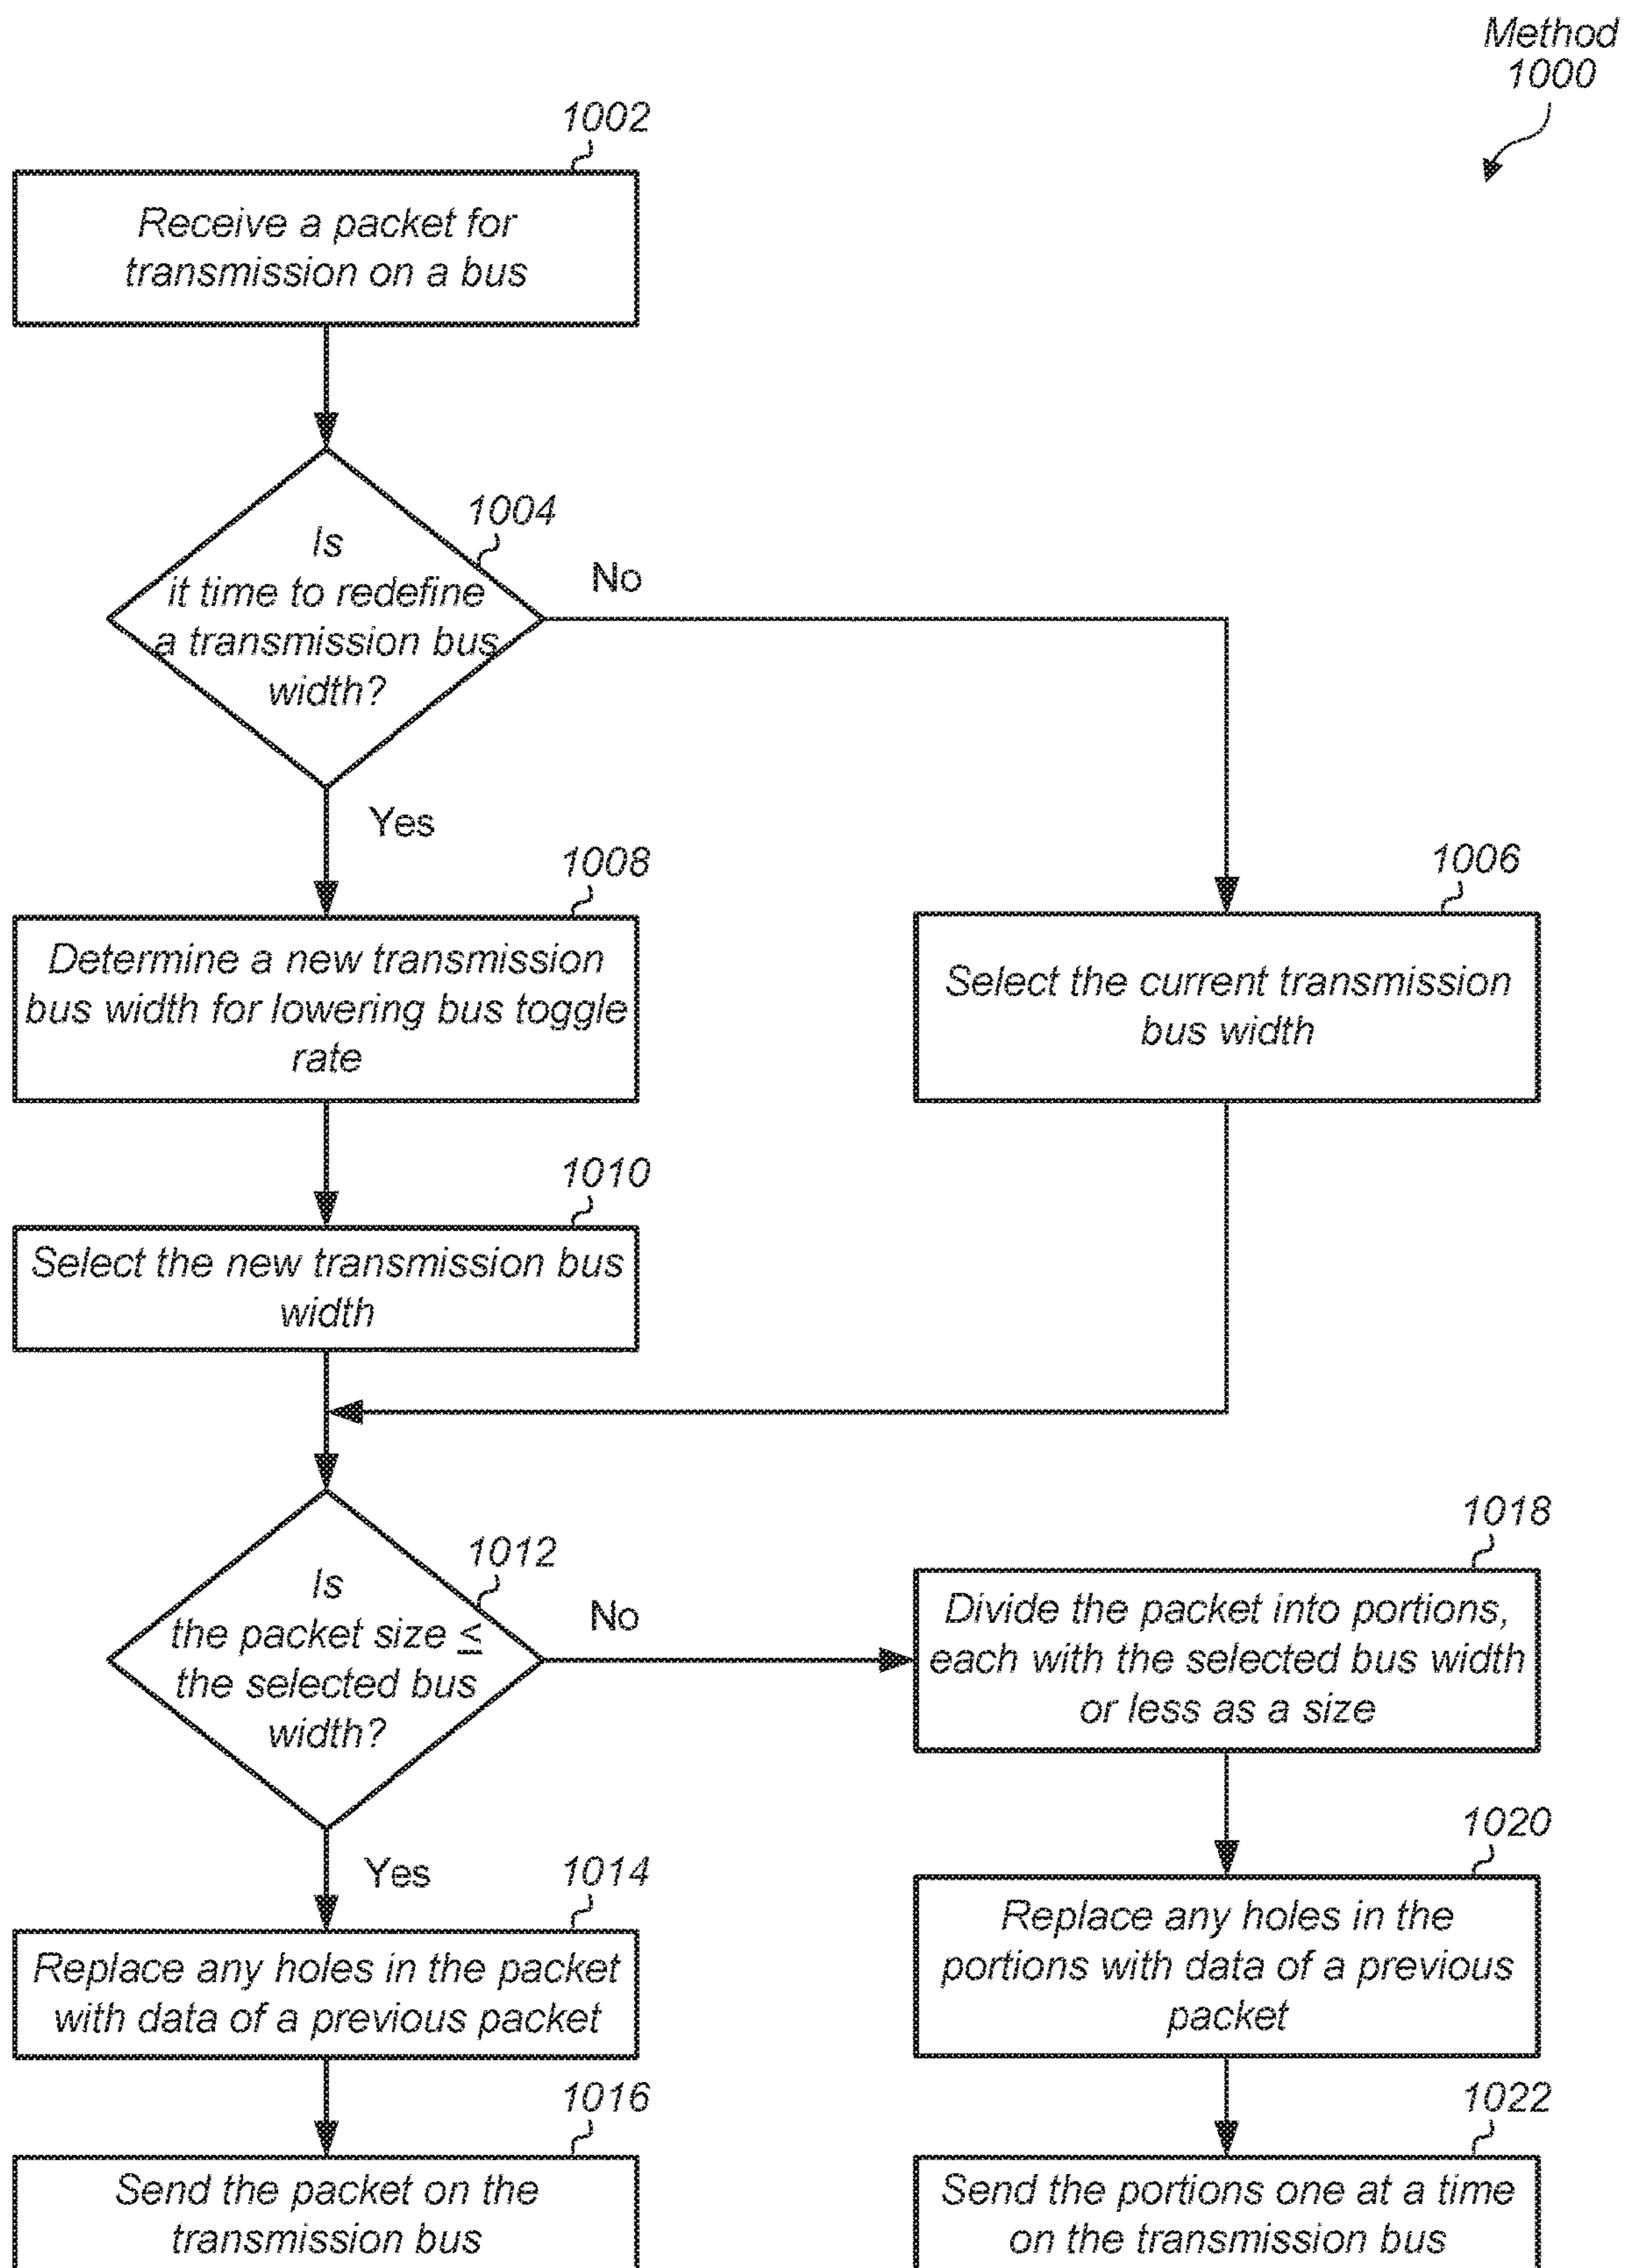 Method
1000
1002
Receive a packet for
transmission on a bus
1004
Is
it time to redefine
a transmission bus
width?
No
Yes
1008
Determine a new transmission
bus width for lowering bus toggle
rate
1006
Select the current transmission
bus width
1010
Select the new transmission bus
width
1012
Is
the packet size ≤
the selected bus
width?
No
1018
Divide the packet into portions,
each with the selected bus width
or less as a size
Yes
1014
Replace any holes in the packet
with data of a previous packet
1020
Replace any holes in the
portions with data of a previous
packet
1016
Send the packet on the
transmission bus
1022
Send the portions one at a time
on the transmission bus